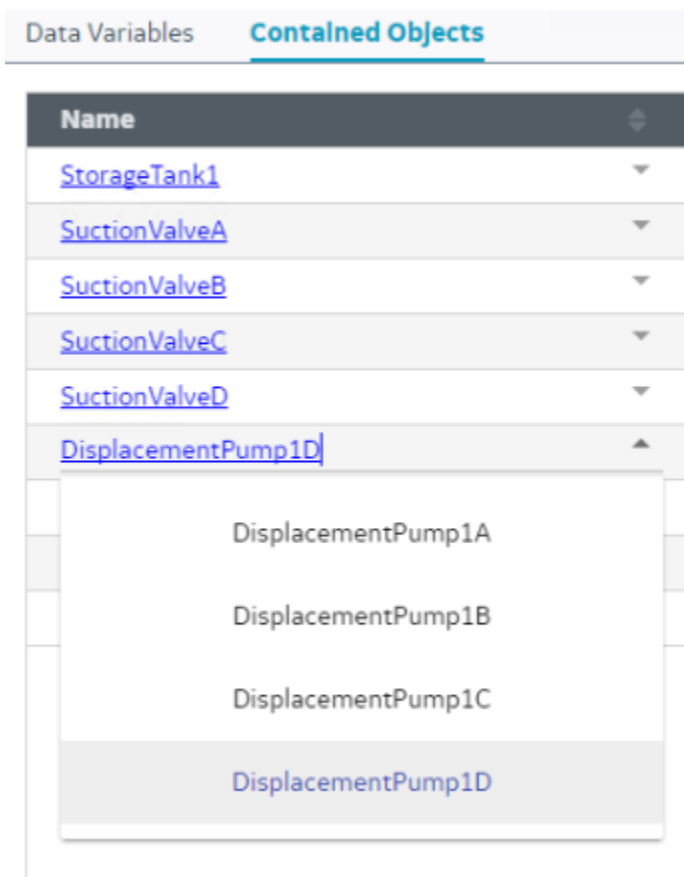 Data Variables Contained Objects
Name
StorageTank1
SuctionValveA
SuctionValveB
SuctionValveC
SuctionValveD
DisplacementPump1D
DisplacementPump1A
DisplacementPump1B
DisplacementPump1C
DisplacementPump1D